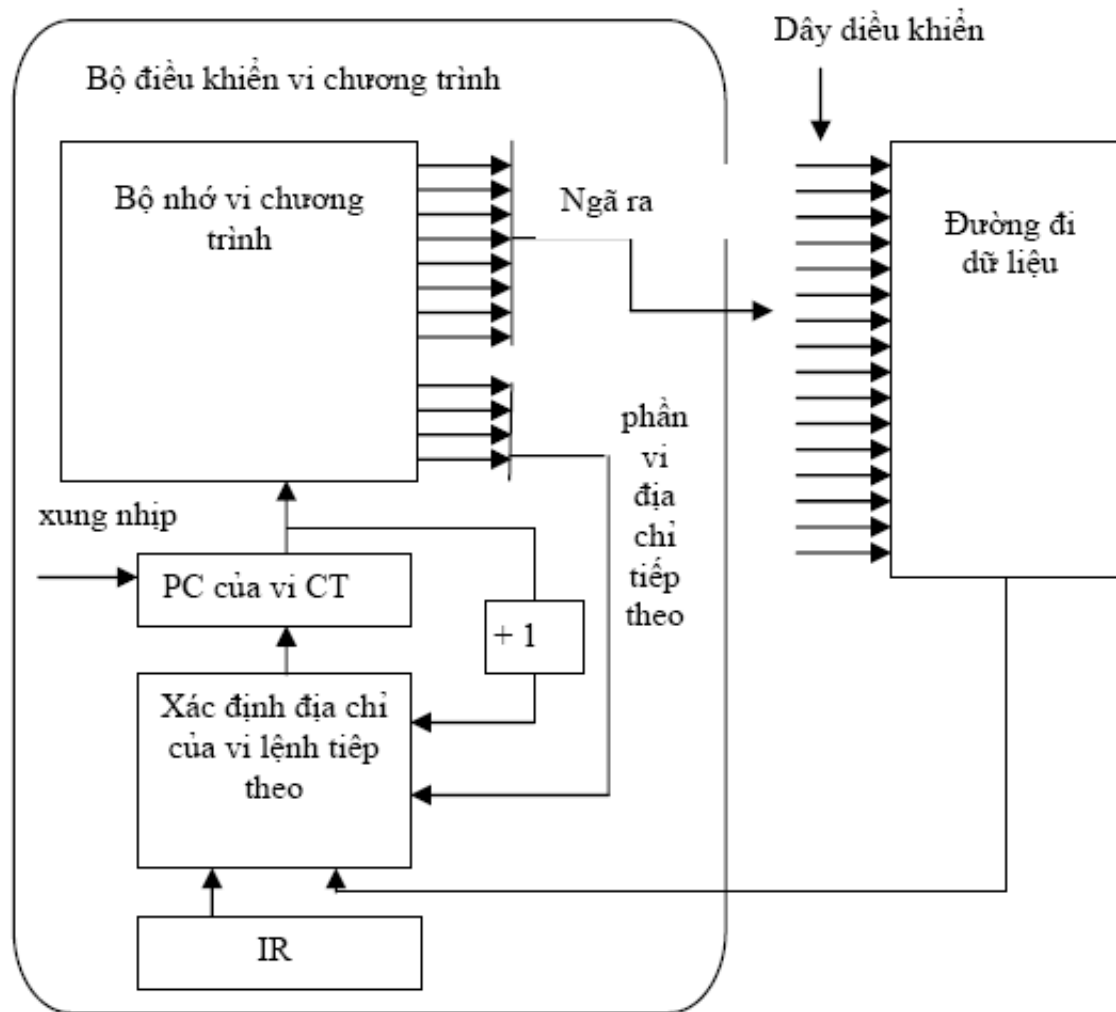 Dây diều khiển
Bộ điều khiển vi chương trình
Bộ nhớ vi chương
trình
Ngã ra
Đường đi
dữ liệu
phần
vi
địa
chỉ
tiếp
theo
xung nhịp
PC của vi CT
+ 1
Xác định địa chỉ
của vi lệnh tiêp
theo
IR